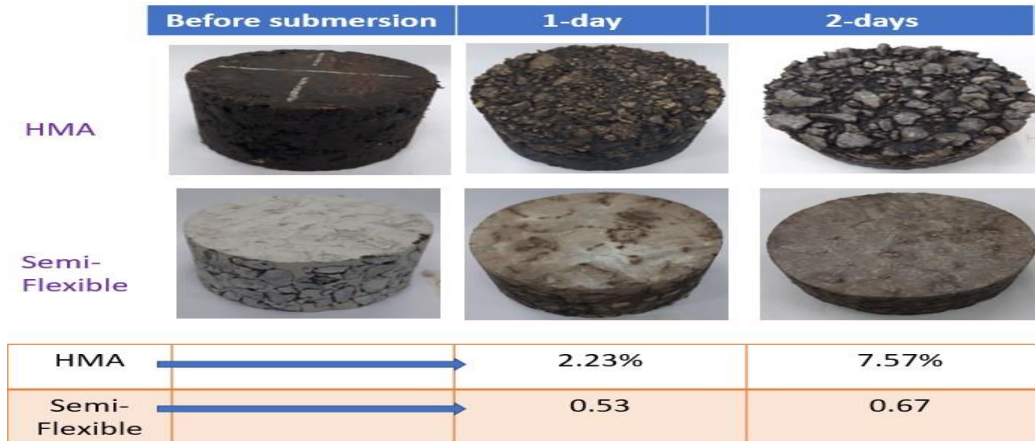 Before submersion 1-day 2-days
HMA
Semi-
Flexible
HMA 2.23% 7.57%
Semi- 0.53 0.67
Flexible